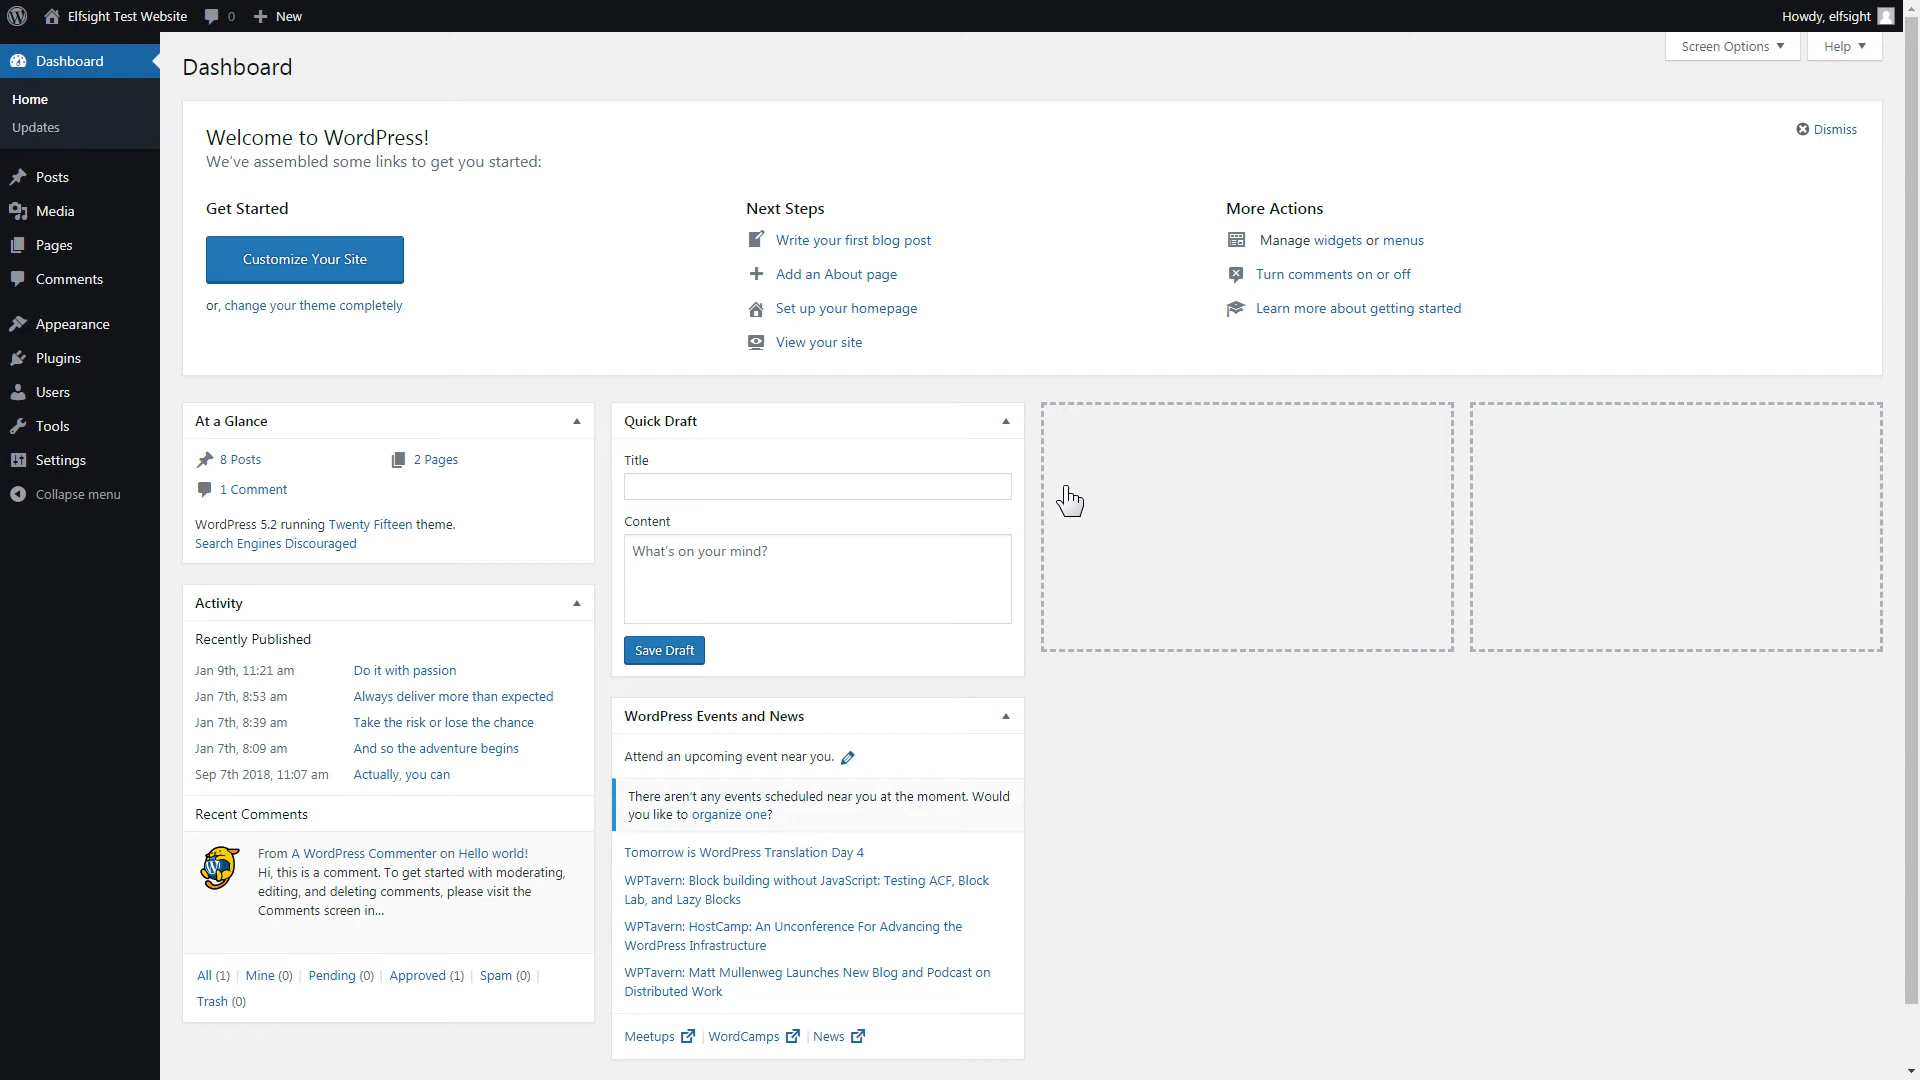 Elfsight Test Website 0 New Howdy, elfsight
Screen Options Help
Dashboard
Home
Updates
Posts
Media
Pages
Comments
Appearance
Plugins
Users
Tools
Settings
Collapse menu
Dashboard
Welcome to WordPress!
We've assembled some links to get you started:
Dismiss
Get Started
Customize Your Site
or, change your theme completely
Next Steps
Write your first blog post
Add an About page
Set up your homepage
View your site
More Actions
Manage widgets or menus
Turn comments on or off
Learn more about getting started
At a Glance
8 Posts 2 Pages
1 Comment
WordPress 5.2 running Twenty Fifteen theme.
Search Engines Discouraged
Activity
Recently Published
Jan 9th, 11:21 am Do it with passion
Jan 7th, 8:53 am Always deliver more than expected
Jan 7th, 8:39 am Take the risk or lose the chance
Jan 7th, 8:09 am And so the adventure begins
Sep 7th 2018, 11:07 am Actually, you can
Recent Comments
From A WordPress Commenter on Hello world!
Hi, this is a comment. To get started with moderating,
editing, and deleting comments, please visit the
Comments screen in...
All (1) | Mine (0) | Pending (0) | Approved (1) | Spam (0) |
Trash (0)
Quick Draft
Title
Content
What's on your mind?
Save Draft
WordPress Events and News
Attend an upcoming event near you.
There aren't any events scheduled near you at the moment. Would
you like to organize one?
Tomorrow is WordPress Translation Day 4
WPTavern: Block building without JavaScript: Testing ACF, Block
Lab, and Lazy Blocks
WPTavern: HostCamp: An Unconference For Advancing the
WordPress Infrastructure
WPTavern: Matt Mullenweg Launches New Blog and Podcast on
Distributed Work
Meetups | WordCamps | News